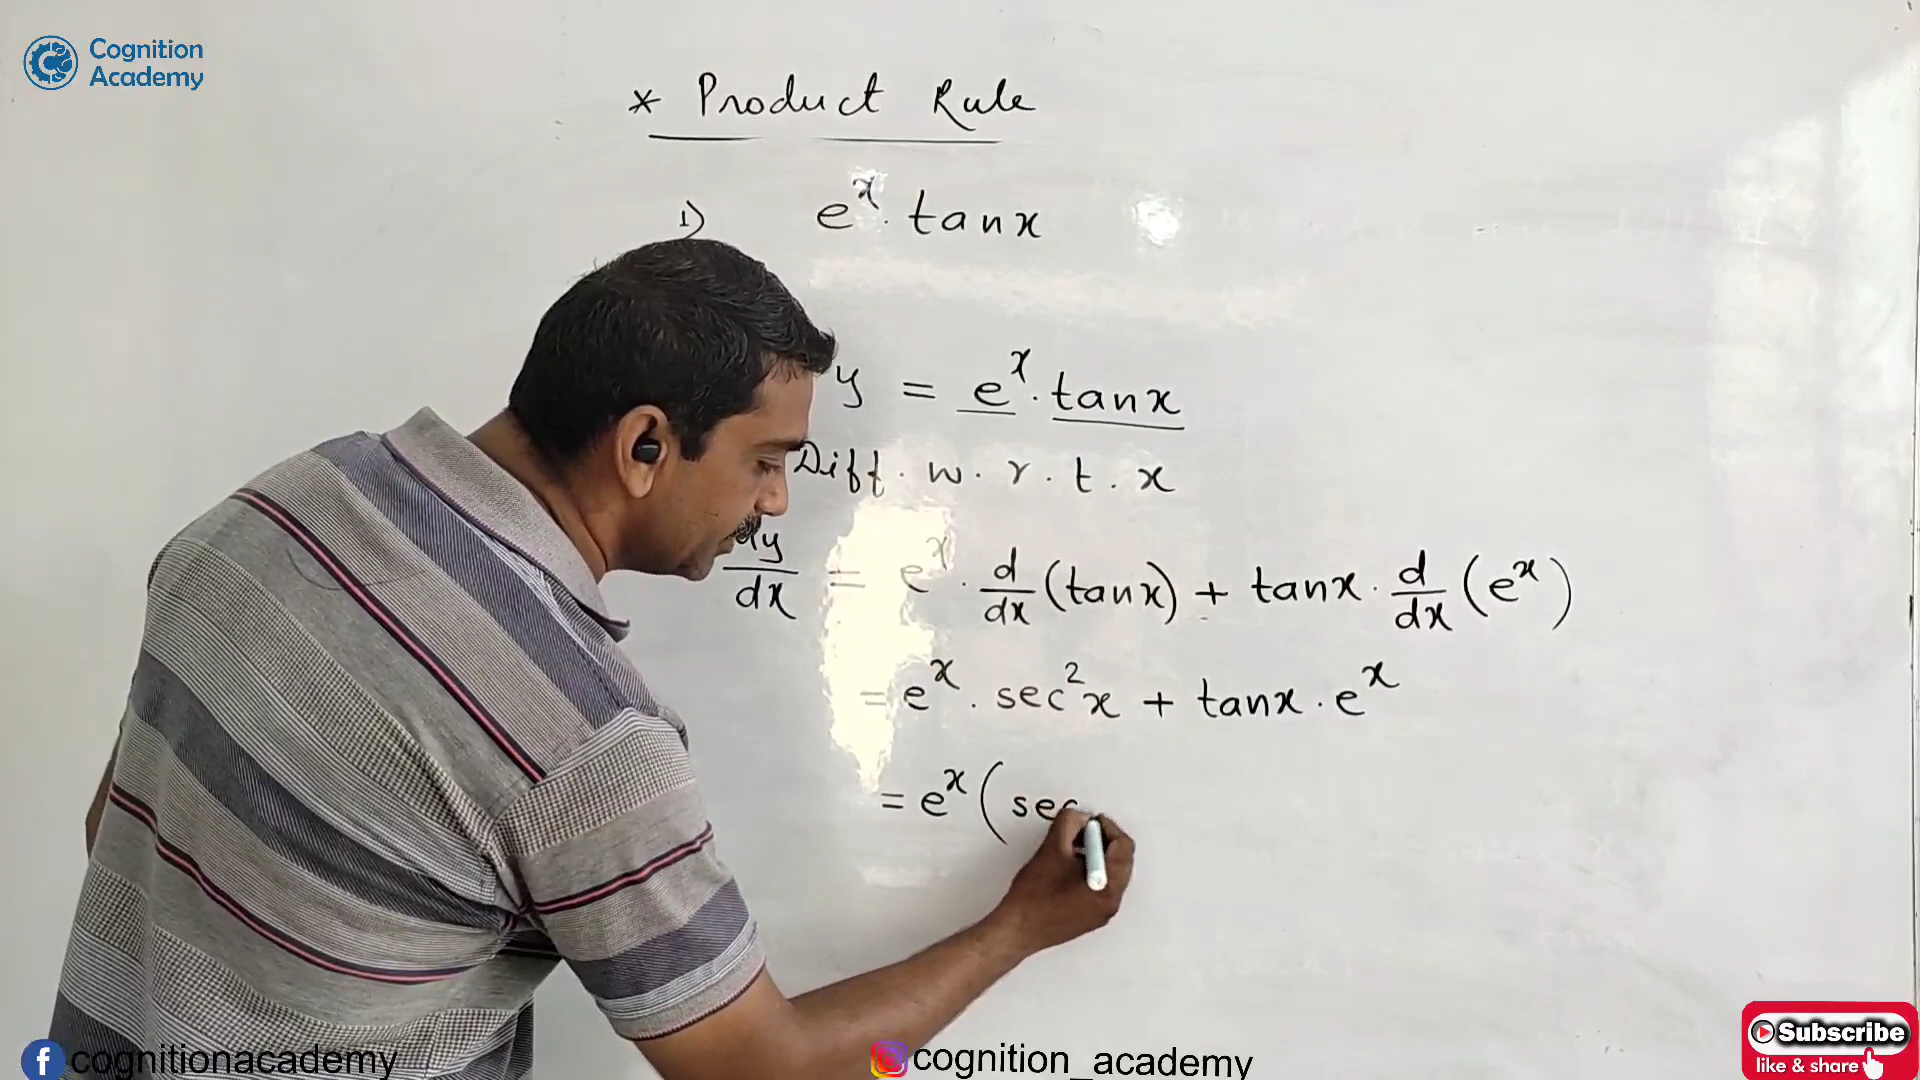 Cognition
Academy
* Product Rule
1) eˣ · tanx
y = eˣ · tanx
Diff. w. r. t. x
dy/dx = eˣ · d/dx (tanx) + tanx · d/dx (eˣ)
= eˣ . sec²x + tanx · eˣ
= eˣ ( sec
cognitionacademy
cognition_academy
Subscribe
like & share